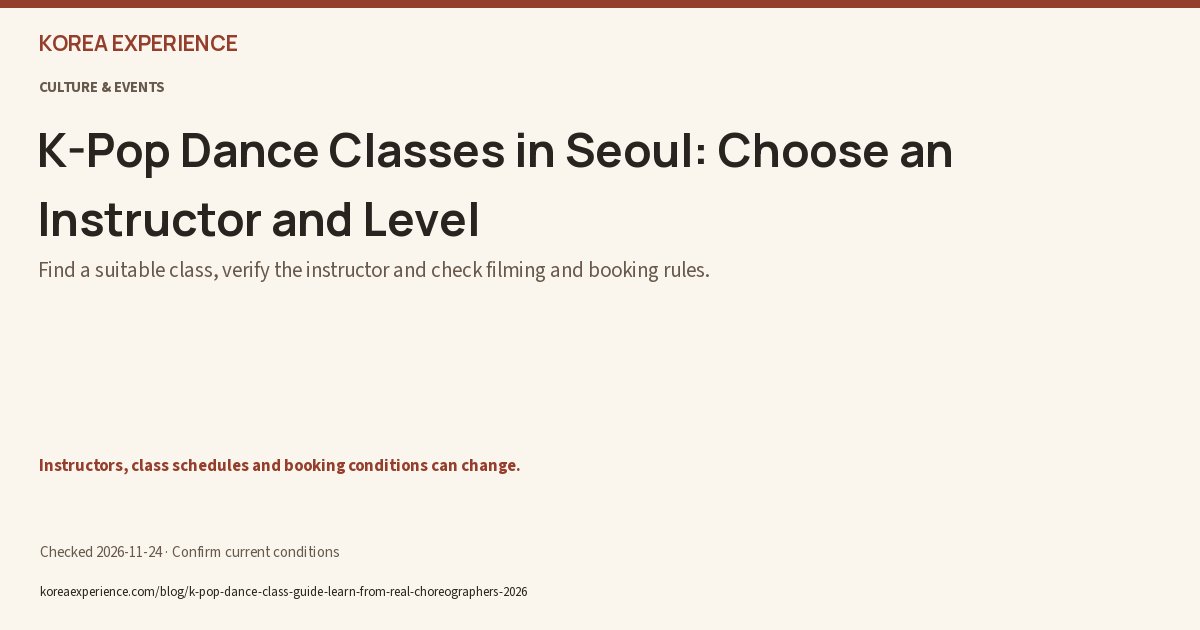 KOREA EXPERIENCE
CULTURE & EVENTS
K-Pop Dance Classes in Seoul: Choose an
Instructor and Level
Find a suitable class, verify the instructor and check filming and booking rules.
Instructors, class schedules and booking conditions can change.
Checked 2026-11-24 · Confirm current conditions
koreaexperience.com/blog/k-pop-dance-class-guide-learn-from-real-choreographers-2026